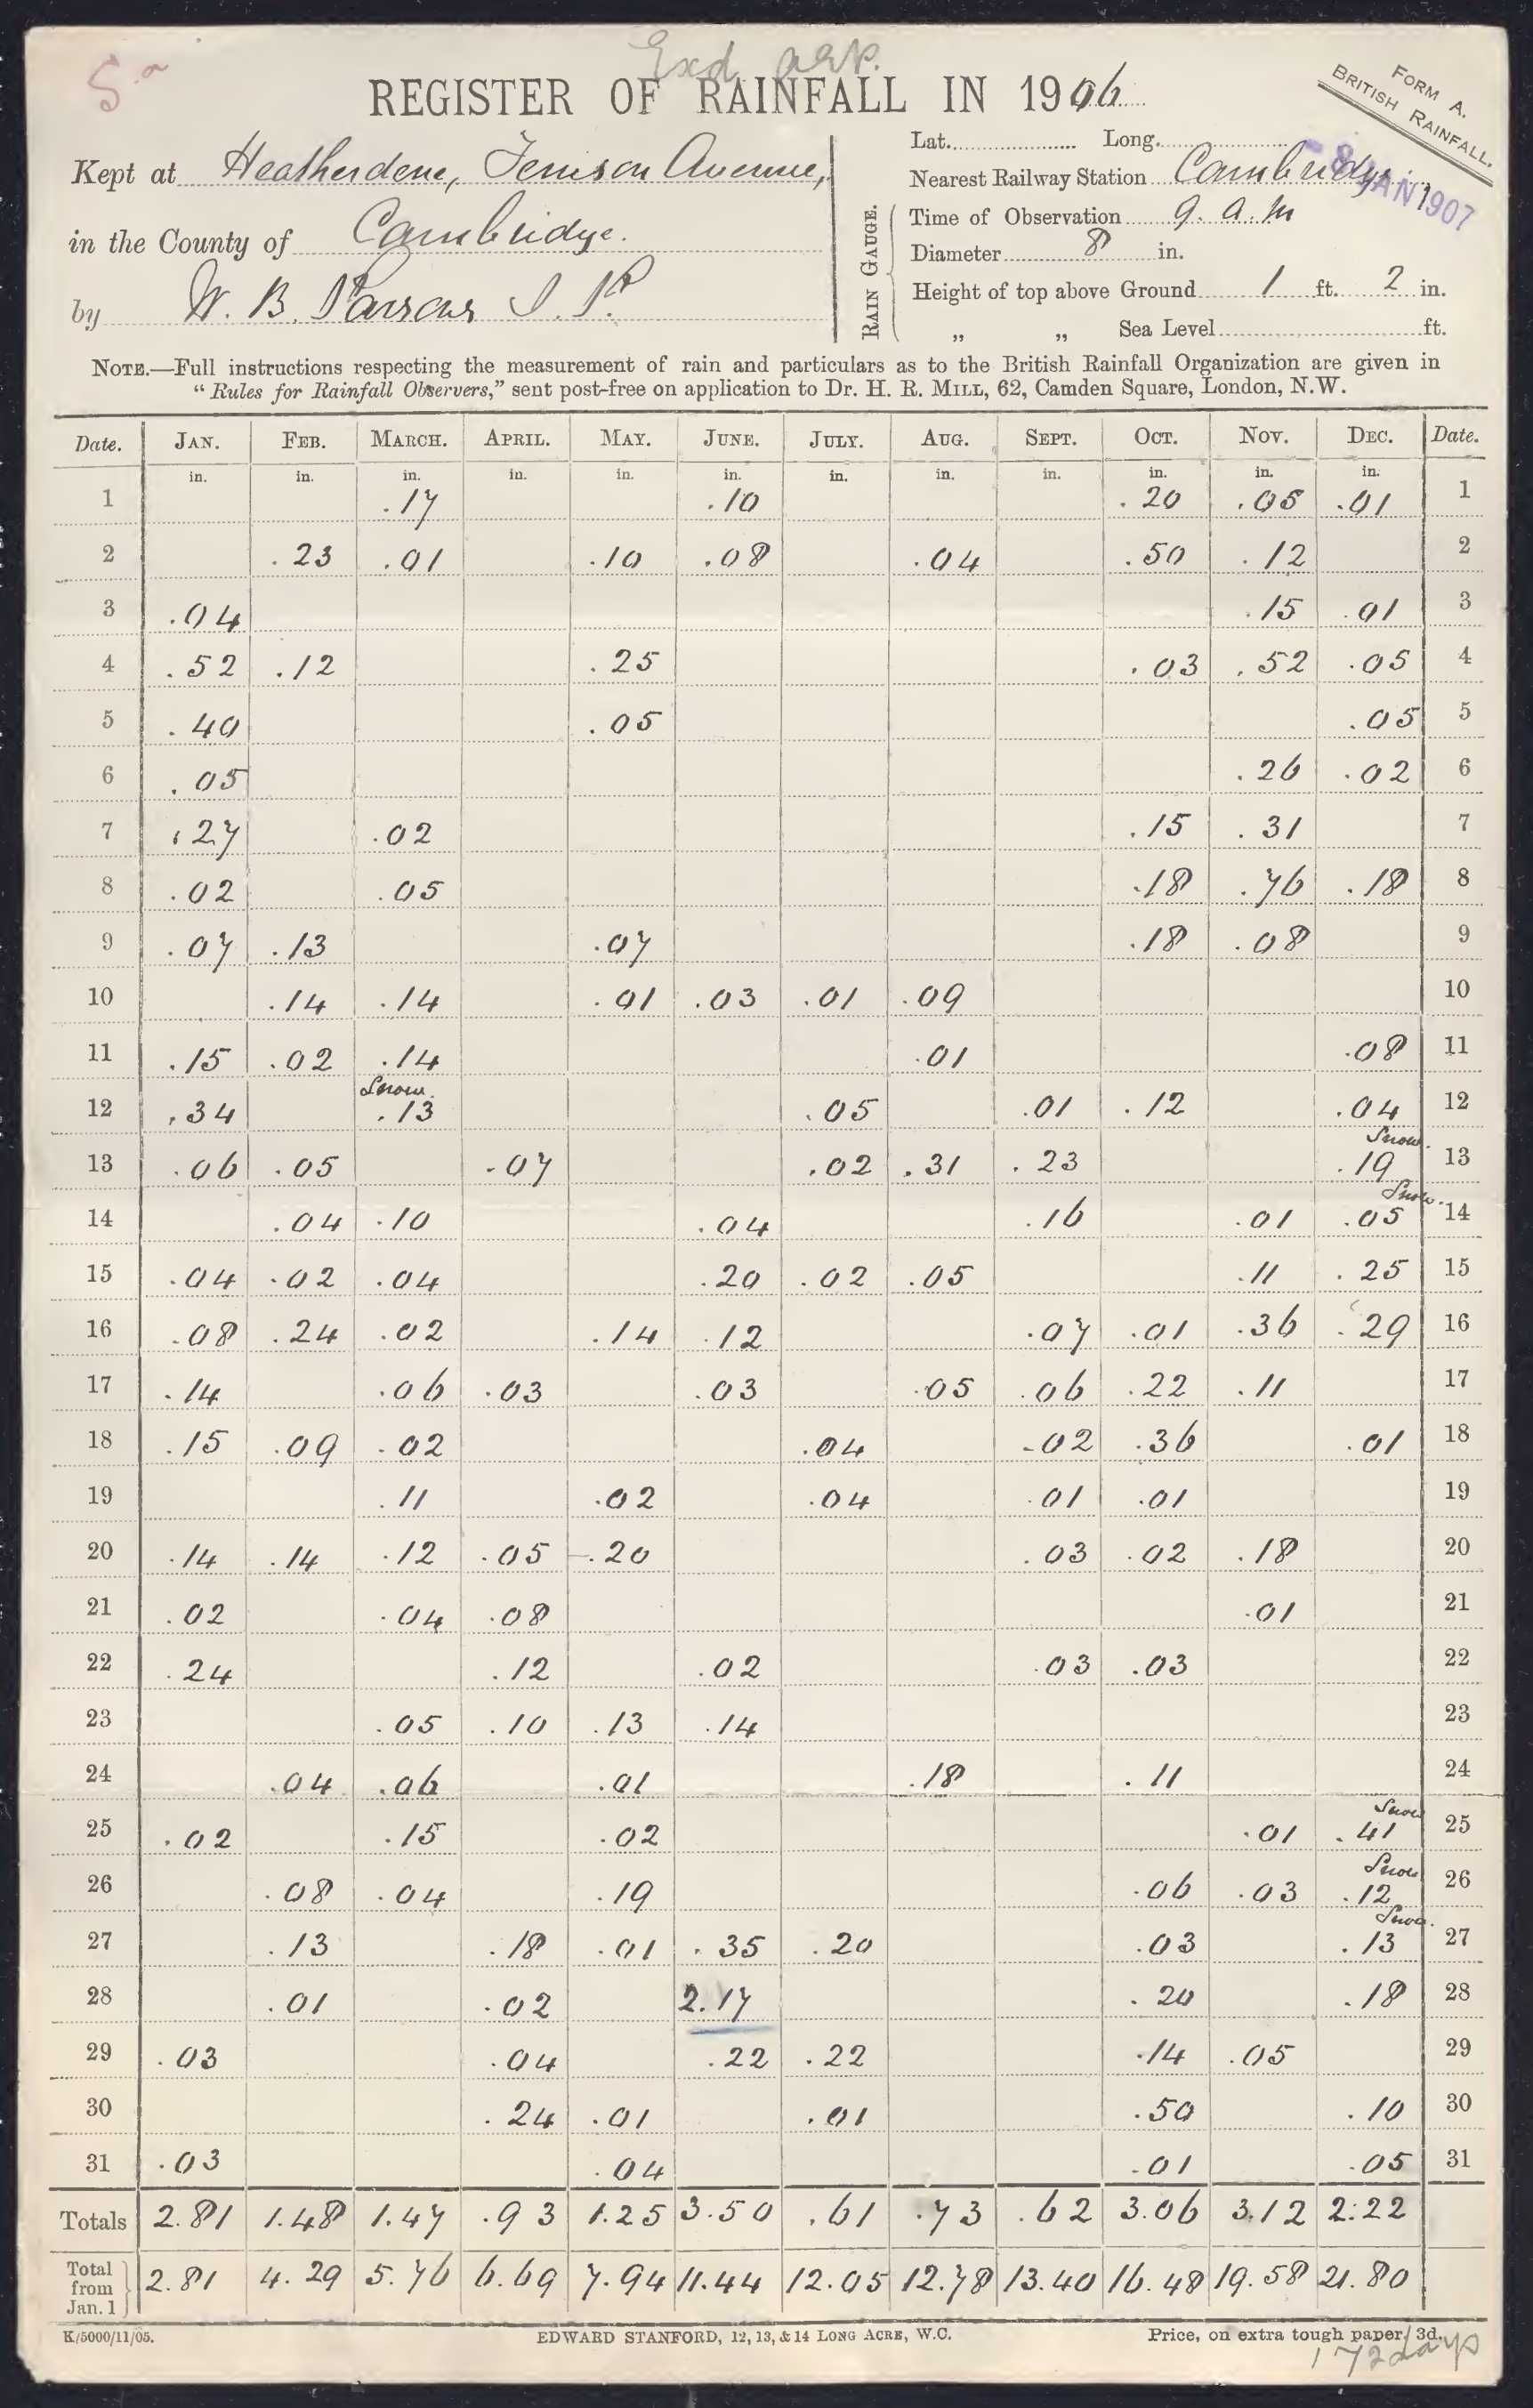 5
Exd
REGISTER OF RAINFALL IN 1906
FORM A.
BRITISH RAINFALL.
Kept at Heatherdene, Tenison Avenue,
in the County of Cambridge.
by W. B. Parsons J. P.
Lat. Long.
Nearest Railway Station Cambridge
-8 JAN 1907
RAIN GAUGE.
Time of Observation 9. a. m
Diameter 8 in.
Height of top above Ground 1 ft. 2 in.
„ „ Sea Level ft.
NOTE.—Full instructions respecting the measurement of rain and particulars as to the British Rainfall Organization are given in
“Rules for Rainfall Observers,” sent post-free on application to Dr. H. R. MILL, 62, Camden Square, London, N.W.
Date. JAN. FEB. MARCH. APRIL. MAY. JUNE. JULY. AUG. SEPT. OCT. NOV. DEC. Date.
in. in. in. in. in. in. in. in. in. in. in. in.
1 .17 .10 .20 .05 .01 1
2 .23 .01 .10 .08 .04 .50 .12 2
3 .04 .15 .01 3
4 .52 .12 .25 .03 .52 .05 4
5 .40 .05 .05 5
6 .05 .26 .02 6
7 .27 .02 .15 .31 7
8 .02 .05 .18 .76 .18 8
9 .07 .13 .07 .18 .08 9
10 .14 .14 .01 .03 .01 .09 10
11 .15 .02 .14 .01 .08 11
12 .34 Snow. .13 .05 .01 .12 .04 12
13 .06 .05 .07 .02 .31 .23 Snow. .19 13
14 .04 .10 .04 .16 .01 Snow. .05 14
15 .04 .02 .04 .20 .02 .05 .11 .25 15
16 .08 .24 .02 .14 .12 .07 .01 .36 .29 16
17 .14 .06 .03 .03 .05 .06 .22 .11 17
18 .15 .09 .02 .04 .02 .36 .01 18
19 .11 .02 .04 .01 .01 19
20 .14 .14 .12 .05 .20 .03 .02 .18 20
21 .02 .04 .08 .01 21
22 .24 .12 .02 .03 .03 22
23 .05 .10 .13 .14 23
24 .04 .06 .01 .18 .11 24
25 .02 .15 .02 .01 Snow .41 25
26 .08 .04 .19 .06 .03 Snow .12 26
27 .13 .18 .01 .35 .20 .03 Snow. .13 27
28 .01 .02 2.17 .20 .18 28
29 .03 .04 .22 .22 .14 .05 29
30 .24 .01 .01 .50 .10 30
31 .03 .04 .01 .05 31
Totals 2.81 1.48 1.47 .93 1.25 3.50 .61 .73 .62 3.06 3.12 2.22
Total from Jan. 1 2.81 4.29 5.76 6.69 7.94 11.44 12.05 12.78 13.40 16.48 19.58 21.80
K/5000/11/05. EDWARD STANFORD, 12, 13, & 14 LONG ACRE, W.C. Price, on extra tough paper, 3d.
172 days